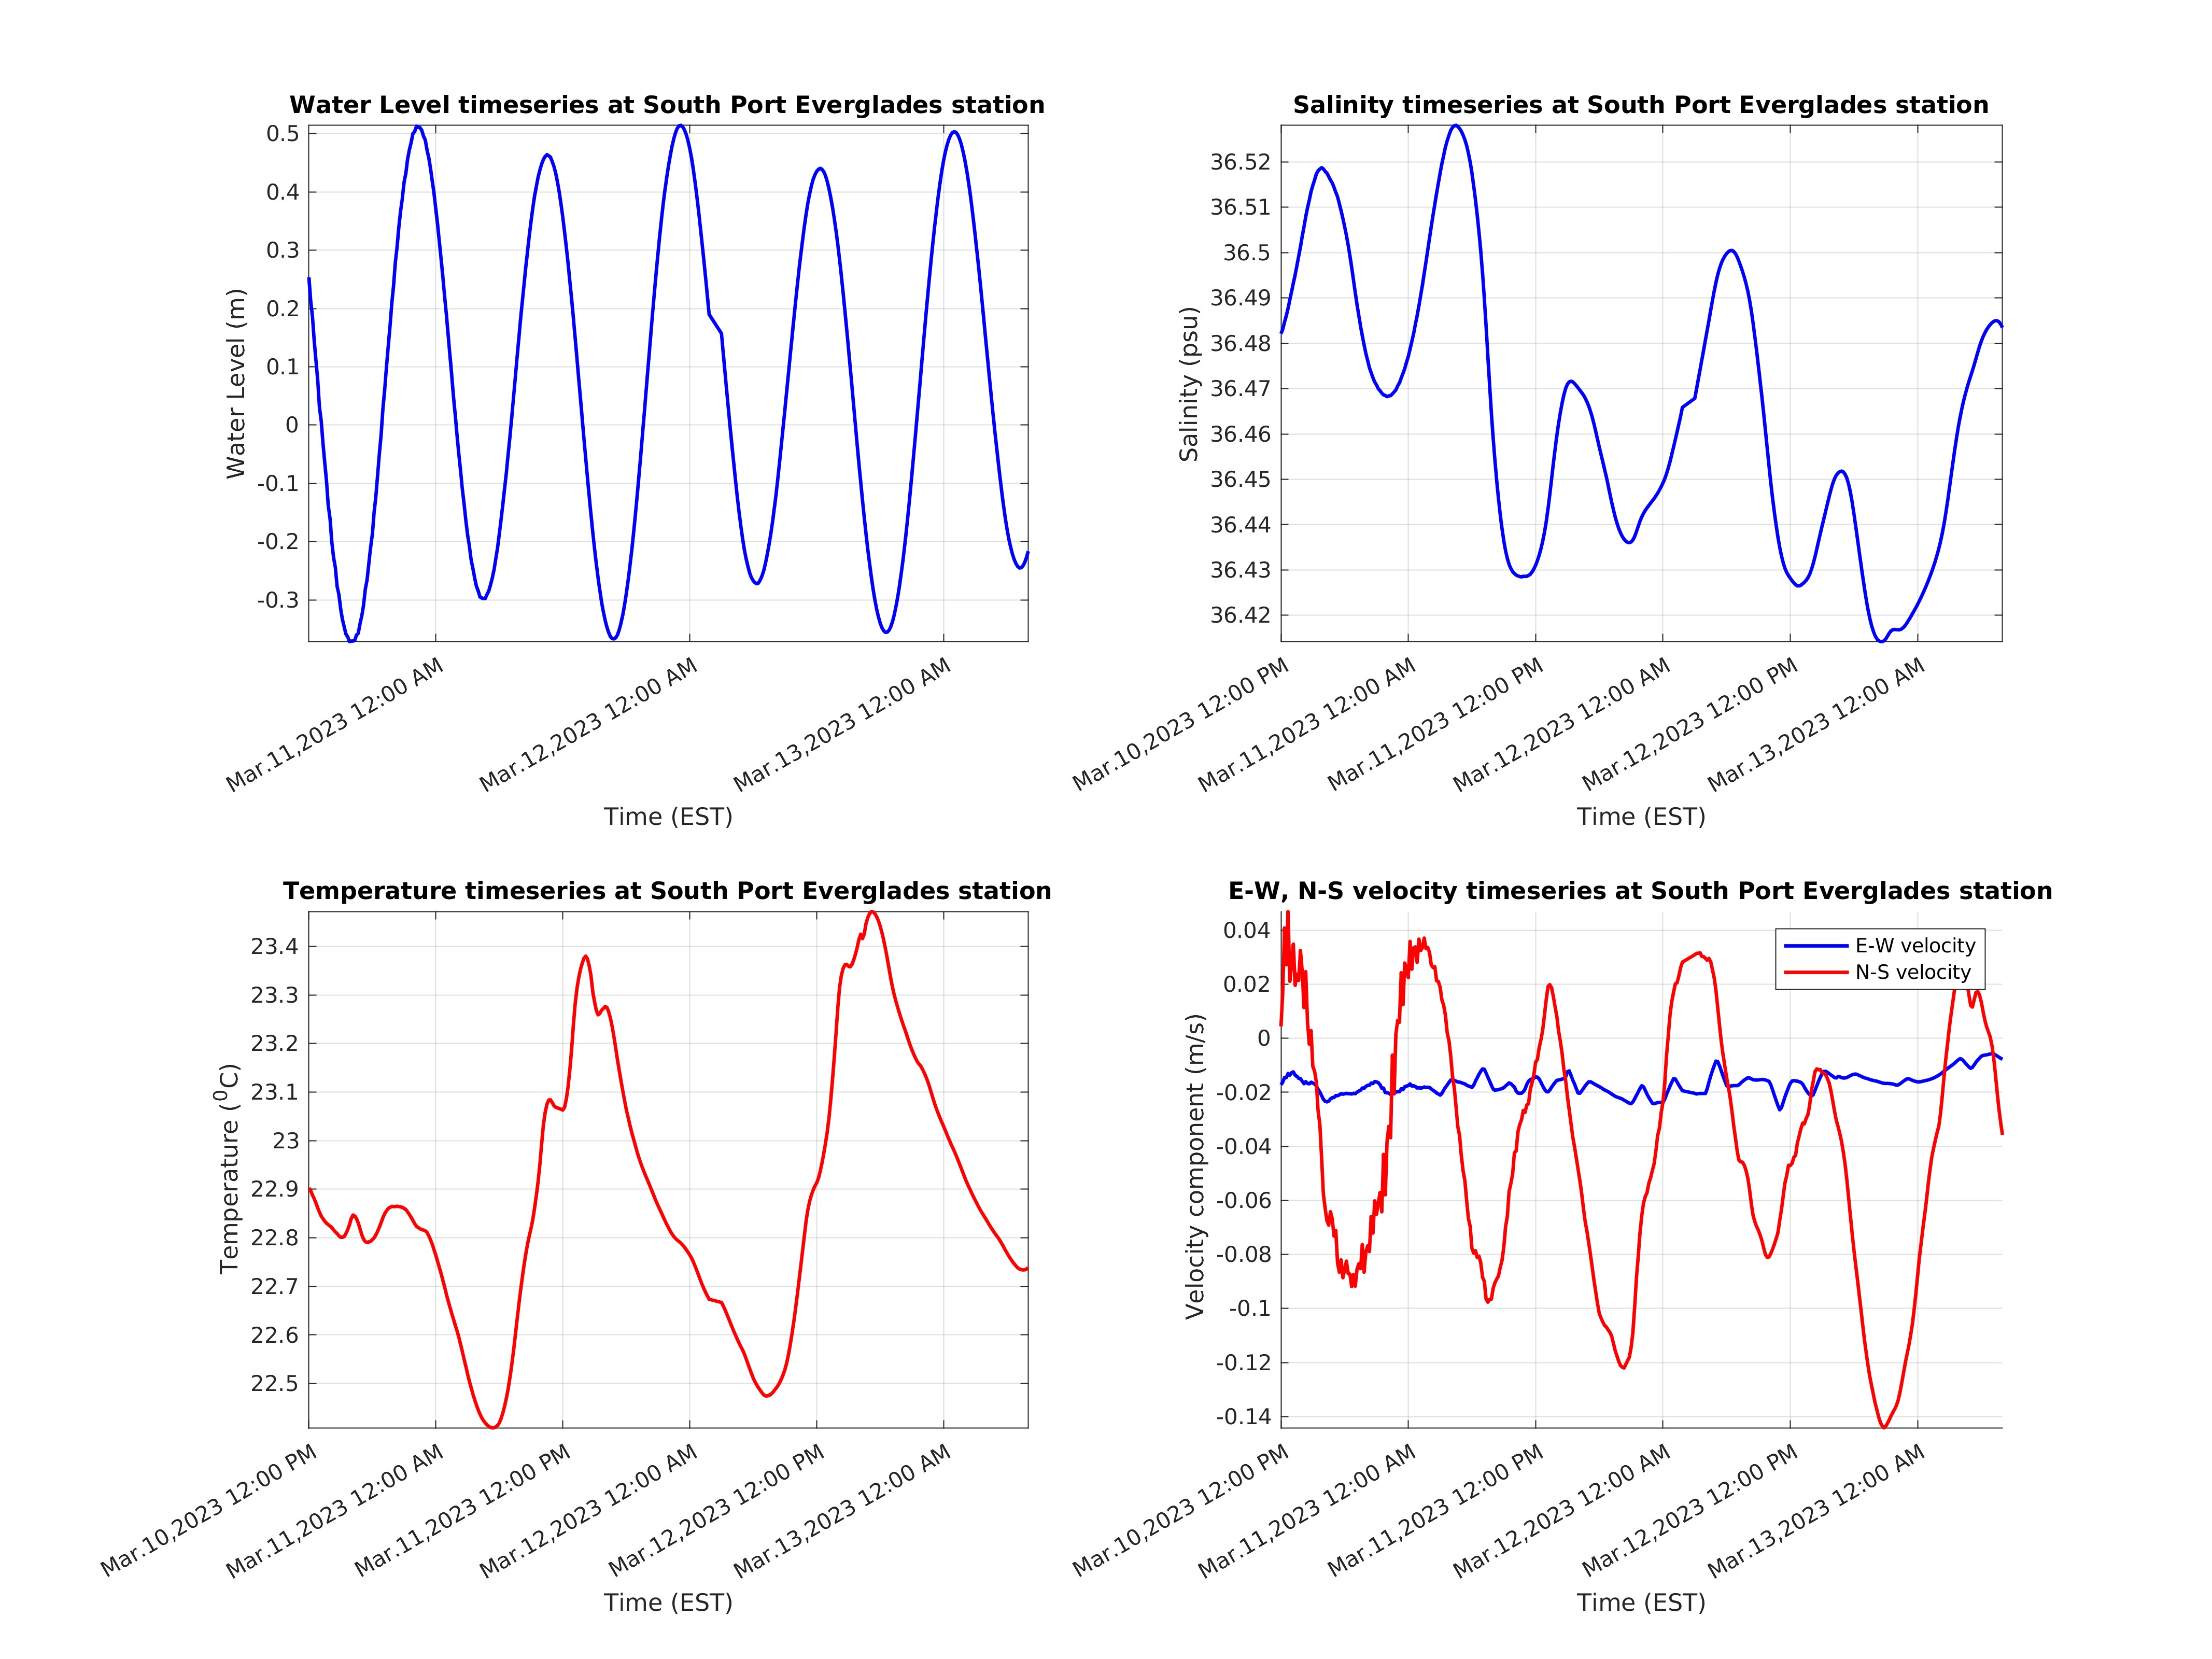 Water Level timeseries at South Port Everglades station
Water Level (m)
0.5
0.4
0.3
0.2
0.1
0
-0.1
-0.2
-0.3
Mar.11,2023 12:00 AM
Mar.12,2023 12:00 AM
Mar.13,2023 12:00 AM
Time (EST)
Salinity timeseries at South Port Everglades station
Salinity (psu)
36.52
36.51
36.5
36.49
36.48
36.47
36.46
36.45
36.44
36.43
36.42
Mar.10,2023 12:00 PM
Mar.11,2023 12:00 AM
Mar.11,2023 12:00 PM
Mar.12,2023 12:00 AM
Mar.12,2023 12:00 PM
Mar.13,2023 12:00 AM
Time (EST)
Temperature timeseries at South Port Everglades station
Temperature (⁰C)
23.4
23.3
23.2
23.1
23
22.9
22.8
22.7
22.6
22.5
Mar.10,2023 12:00 PM
Mar.11,2023 12:00 AM
Mar.11,2023 12:00 PM
Mar.12,2023 12:00 AM
Mar.12,2023 12:00 PM
Mar.13,2023 12:00 AM
Time (EST)
E-W, N-S velocity timeseries at South Port Everglades station
Velocity component (m/s)
0.04
0.02
0
-0.02
-0.04
-0.06
-0.08
-0.1
-0.12
-0.14
E-W velocity
N-S velocity
Mar.10,2023 12:00 PM
Mar.11,2023 12:00 AM
Mar.11,2023 12:00 PM
Mar.12,2023 12:00 AM
Mar.12,2023 12:00 PM
Mar.13,2023 12:00 AM
Time (EST)